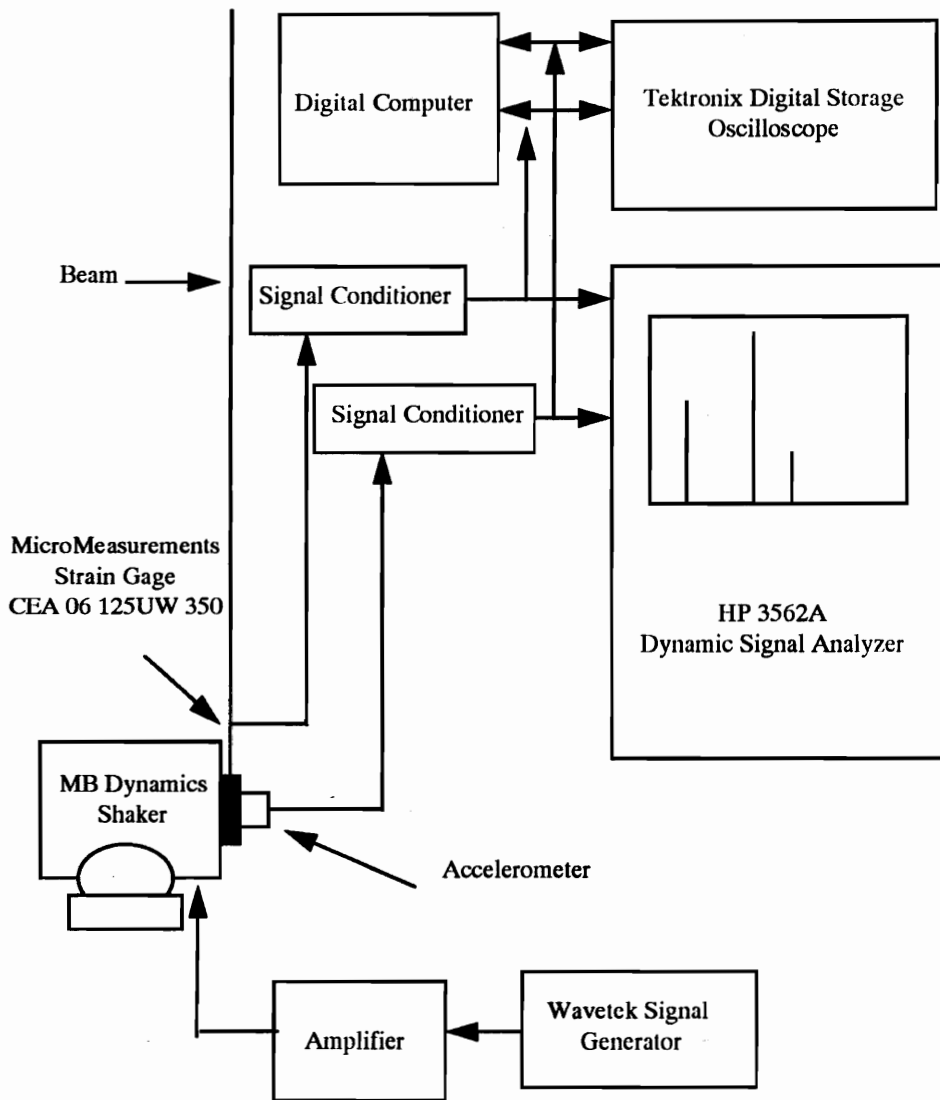 Digital Computer
Tektronix Digital Storage
Oscilloscope
Beam
Signal Conditioner
Signal Conditioner
MicroMeasurements
Strain Gage
CEA 06 125UW 350
HP 3562A
Dynamic Signal Analyzer
MB Dynamics
Shaker
Accelerometer
Amplifier
Wavetek Signal
Generator